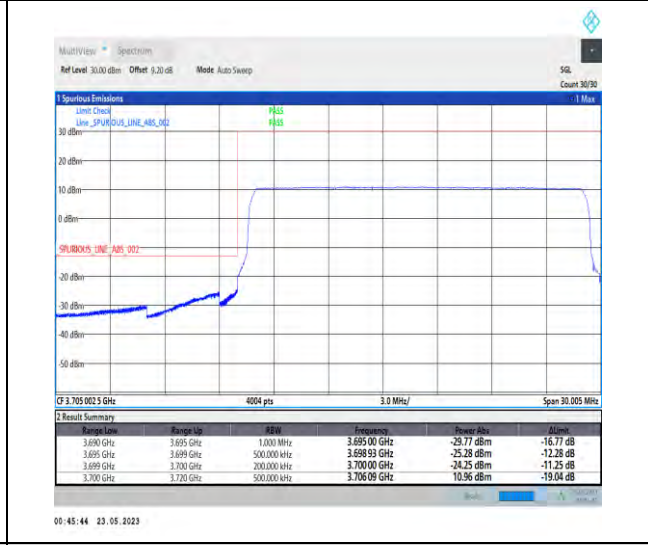 MultiView Spectrum
Ref Level 30.00 dBm Offset 9.20 dB Mode Auto Sweep SGL
Count 30/30
1 Spurious Emissions 1 Max
Limit Check PASS
Line _SPURIOUS_LINE_ABS_002 PASS
30 dBm
20 dBm
10 dBm
0 dBm
_SPURIOUS_LINE_ABS_002
-20 dBm
-30 dBm
-40 dBm
-50 dBm
CF 3.705 002 5 GHz 4004 pts 3.0 MHz/ Span 30.005 MHz
2 Result Summary
Range Low Range Up RBW Frequency Power Abs ΔLimit
3.690 GHz 3.695 GHz 1.000 MHz 3.695 00 GHz -29.77 dBm -16.77 dB
3.695 GHz 3.699 GHz 500.000 kHz 3.698 93 GHz -25.28 dBm -12.28 dB
3.699 GHz 3.700 GHz 200.000 kHz 3.700 00 GHz -24.25 dBm -11.25 dB
3.700 GHz 3.720 GHz 500.000 kHz 3.706 09 GHz 10.96 dBm -19.04 dB
00:45:44 23.05.2023